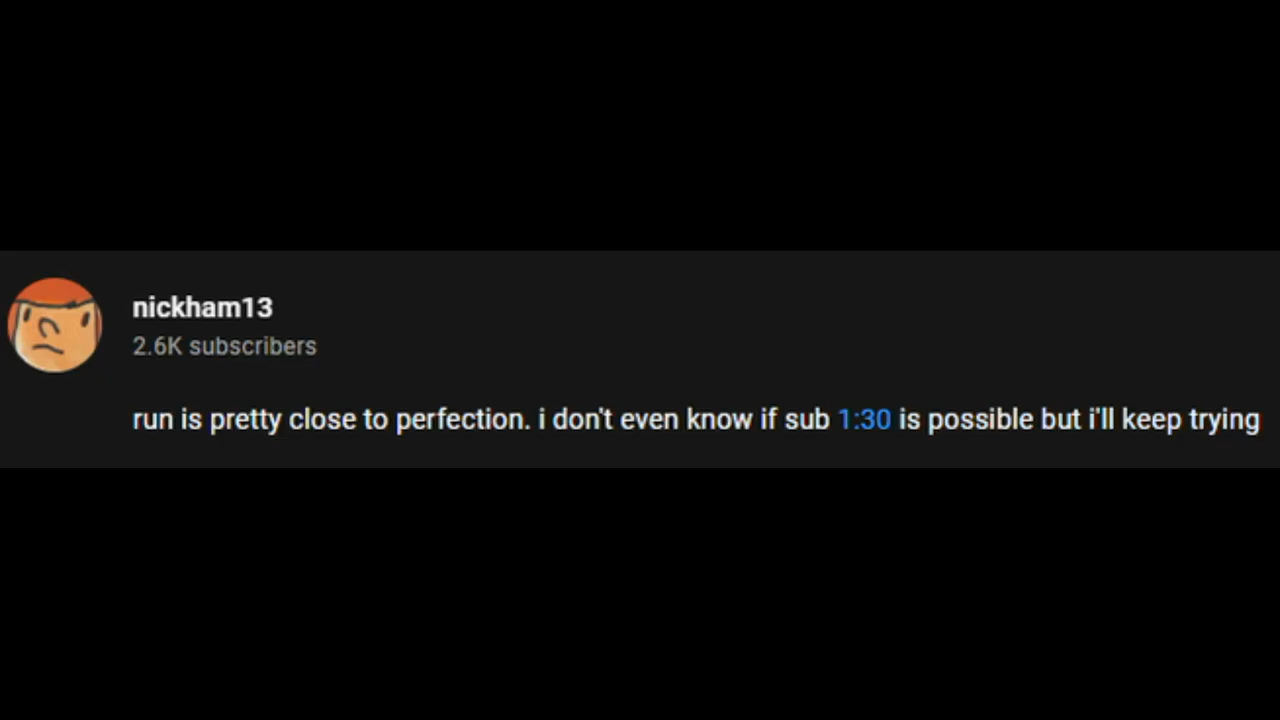 nickham13
2.6K subscribers
run is pretty close to perfection. i don't even know if sub 1:30 is possible but i'll keep trying